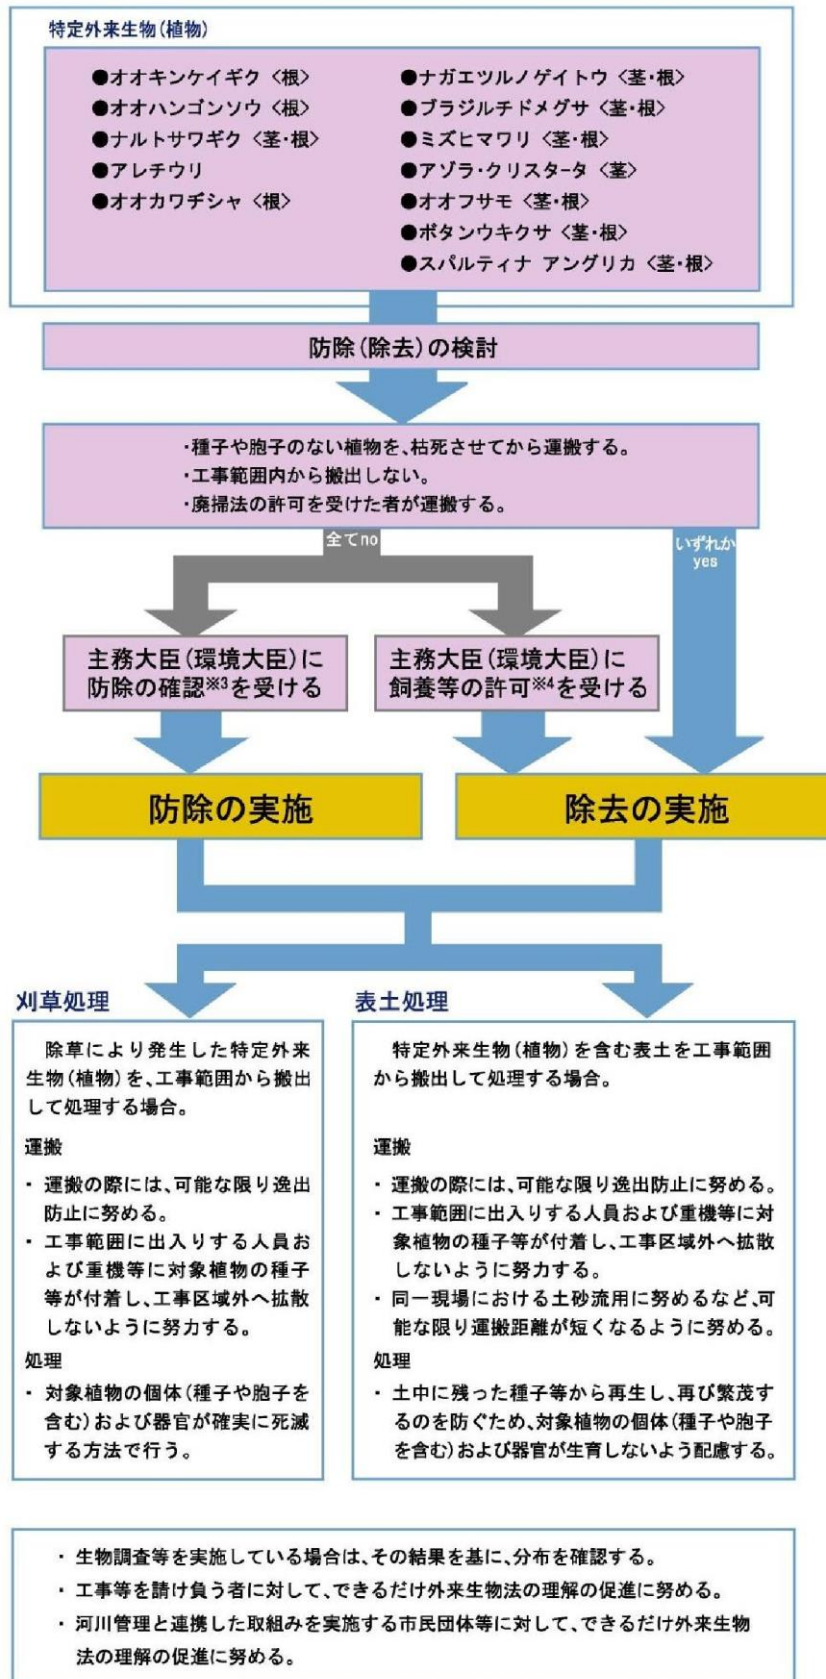 特定外来生物(植物)
●オオキンケイギク〈根〉
●オオハンゴンソウ〈根〉
●ナルトサワギク〈茎・根〉
●アレチウリ
●オオカワヂシャ〈根〉
●ナガエツルノゲイトウ〈茎・根〉
●ブラジルチドメグサ〈茎・根〉
●ミズヒマワリ〈茎・根〉
●アゾラ・クリスタータ〈茎〉
●オオフサモ〈茎・根〉
●ボタンウキクサ〈茎・根〉
●スパルティナ アングリカ〈茎・根〉
防除(除去)の検討
・種子や胞子のない植物を、枯死させてから運搬する。
・工事範囲内から搬出しない。
・廃掃法の許可を受けた者が運搬する。
全てno
いずれか
yes
主務大臣(環境大臣)に
防除の確認※3を受ける
主務大臣(環境大臣)に
飼養等の許可※4を受ける
防除の実施
除去の実施
刈草処理
除草により発生した特定外来
生物(植物)を、工事範囲から搬出
して処理する場合。
運搬
・運搬の際には、可能な限り逸出
防止に努める。
・工事範囲に出入りする人員お
よび重機等に対象植物の種子
等が付着し、工事区域外へ拡散
しないように努力する。
処理
・対象植物の個体(種子や胞子を
含む)および器官が確実に死滅
する方法で行う。
表土処理
特定外来生物(植物)を含む表土を工事範囲
から搬出して処理する場合。
運搬
・運搬の際には、可能な限り逸出防止に努める。
・工事範囲に出入りする人員および重機等に対
象植物の種子等が付着し、工事区域外へ拡散
しないように努力する。
・同一現場における土砂流用に努めるなど、可
能な限り運搬距離が短くなるように努める。
処理
・土中に残った種子等から再生し、再び繁茂す
るのを防ぐため、対象植物の個体(種子や胞子
を含む)および器官が生育しないよう配慮する。
・生物調査等を実施している場合は、その結果を基に、分布を確認する。
・工事等を請け負う者に対して、できるだけ外来生物法の理解の促進に努める。
・河川管理と連携した取組みを実施する市民団体等に対して、できるだけ外来生物
法の理解の促進に努める。